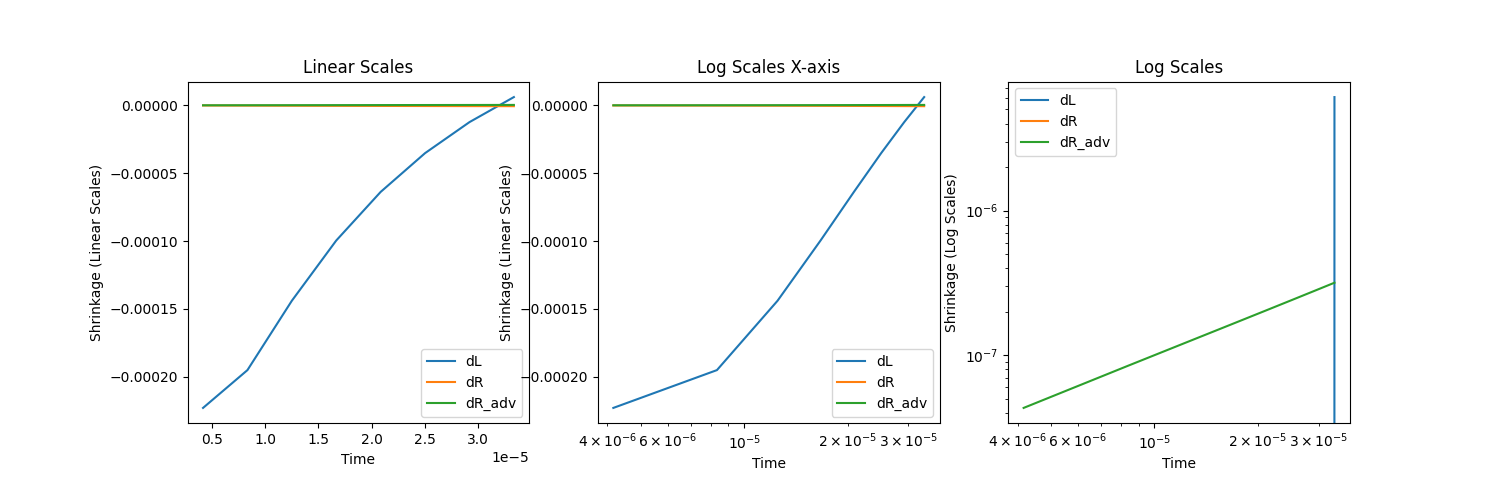 Linear Scales
Shrinkage (Linear Scales)
0.00000
−0.00005
−0.00010
−0.00015
−0.00020
0.5 1.0 1.5 2.0 2.5 3.0
1e−5
Time
dL
dR
dR_adv
Log Scales X-axis
Shrinkage (Linear Scales)
0.00000
−0.00005
−0.00010
−0.00015
−0.00020
4 × 10⁻⁶ 6 × 10⁻⁶ 10⁻⁵ 2 × 10⁻⁵ 3 × 10⁻⁵
Time
dL
dR
dR_adv
Log Scales
Shrinkage (Log Scales)
10⁻⁶
10⁻⁷
4 × 10⁻⁶ 6 × 10⁻⁶ 10⁻⁵ 2 × 10⁻⁵ 3 × 10⁻⁵
Time
dL
dR
dR_adv